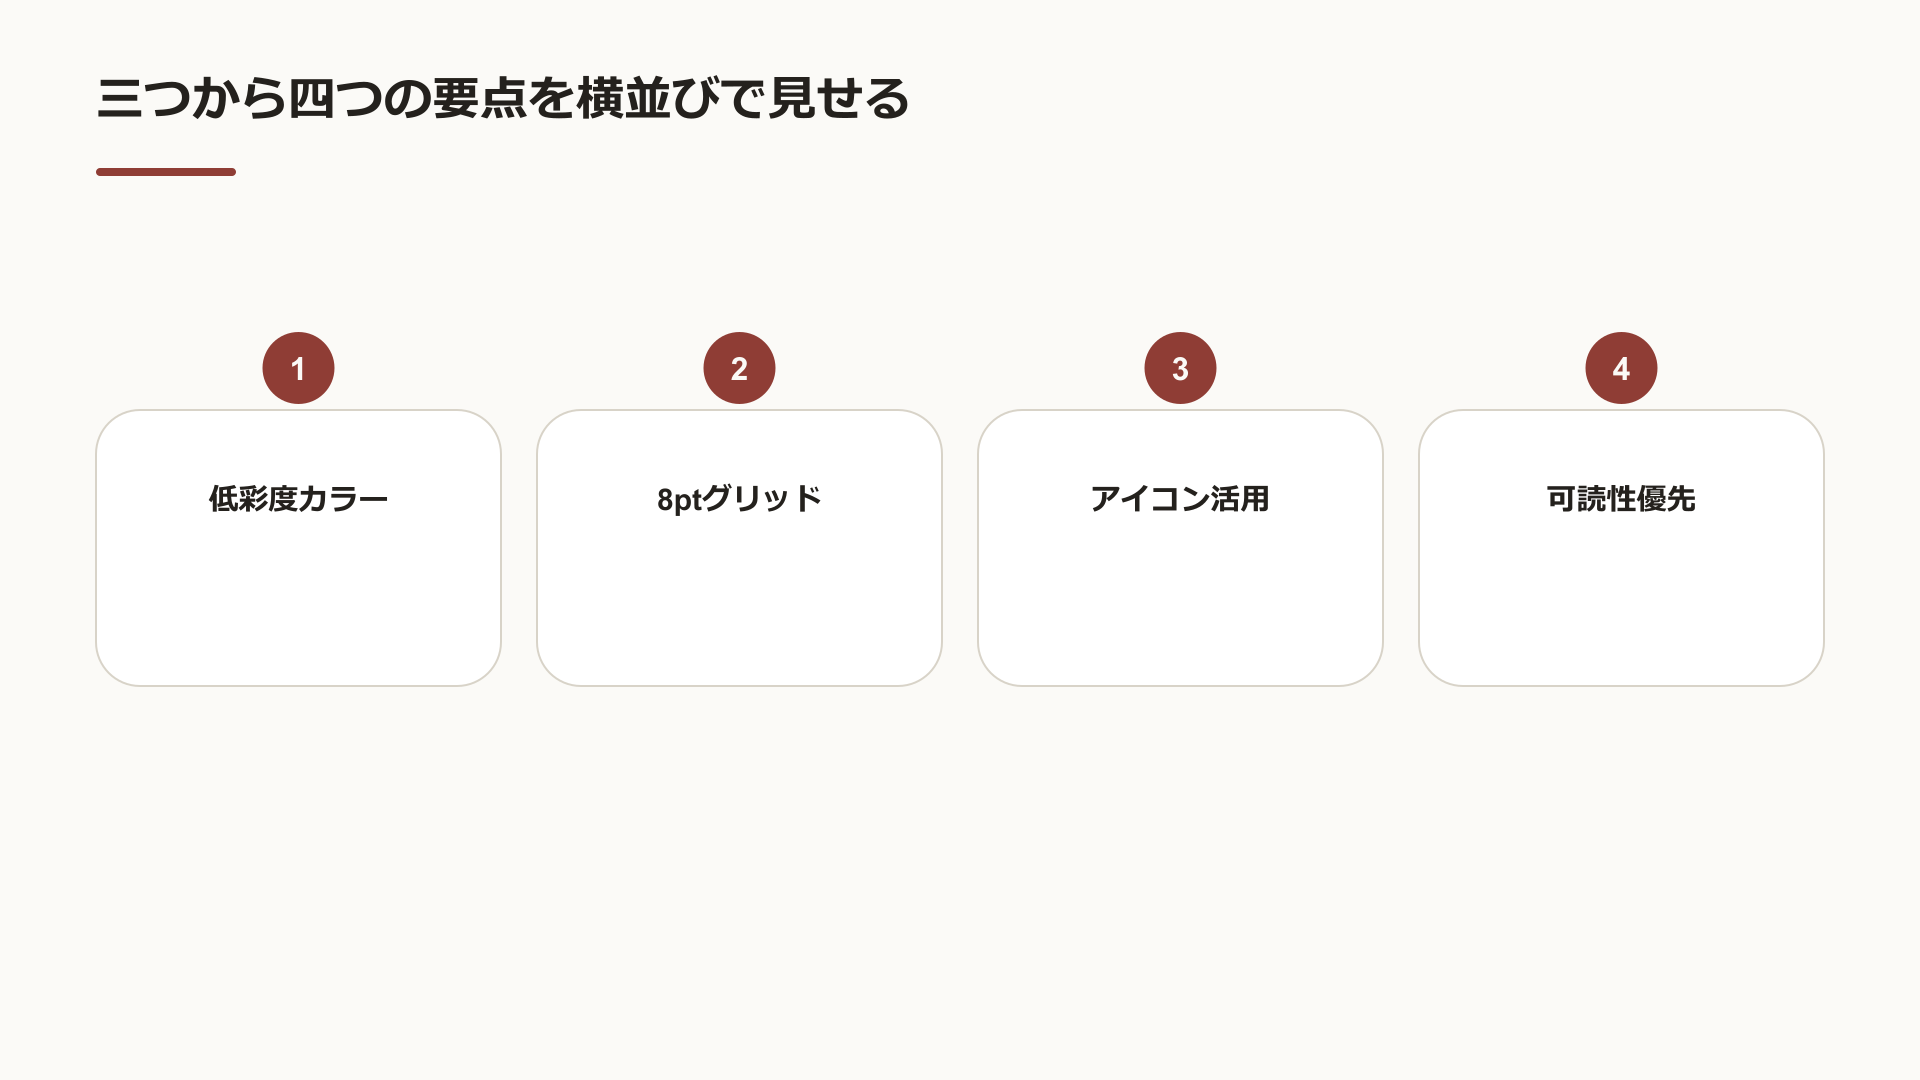 三つから四つの要点を横並びで見せる
1
2
3
4
低彩度カラー
8ptグリッド
アイコン活用
可読性優先